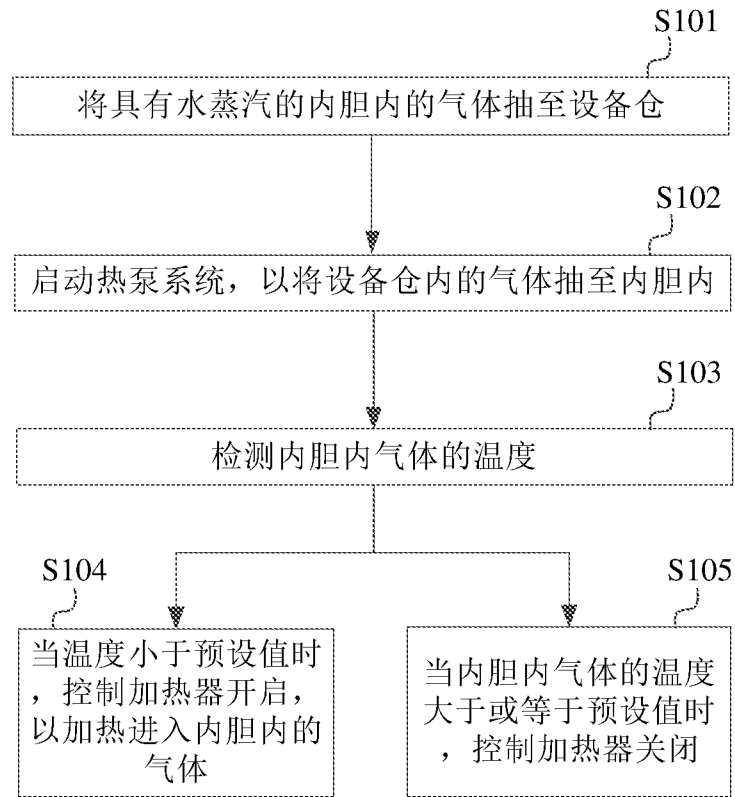 S101
将具有水蒸汽的内胆内的气体抽至设备仓
S102
启动热泵系统，以将设备仓内的气体抽至内胆内
S103
检测内胆内气体的温度
S104
当温度小于预设值时
，控制加热器开启，
以加热进入内胆内的
气体
S105
当内胆内气体的温度
大于或等于预设值时
，控制加热器关闭